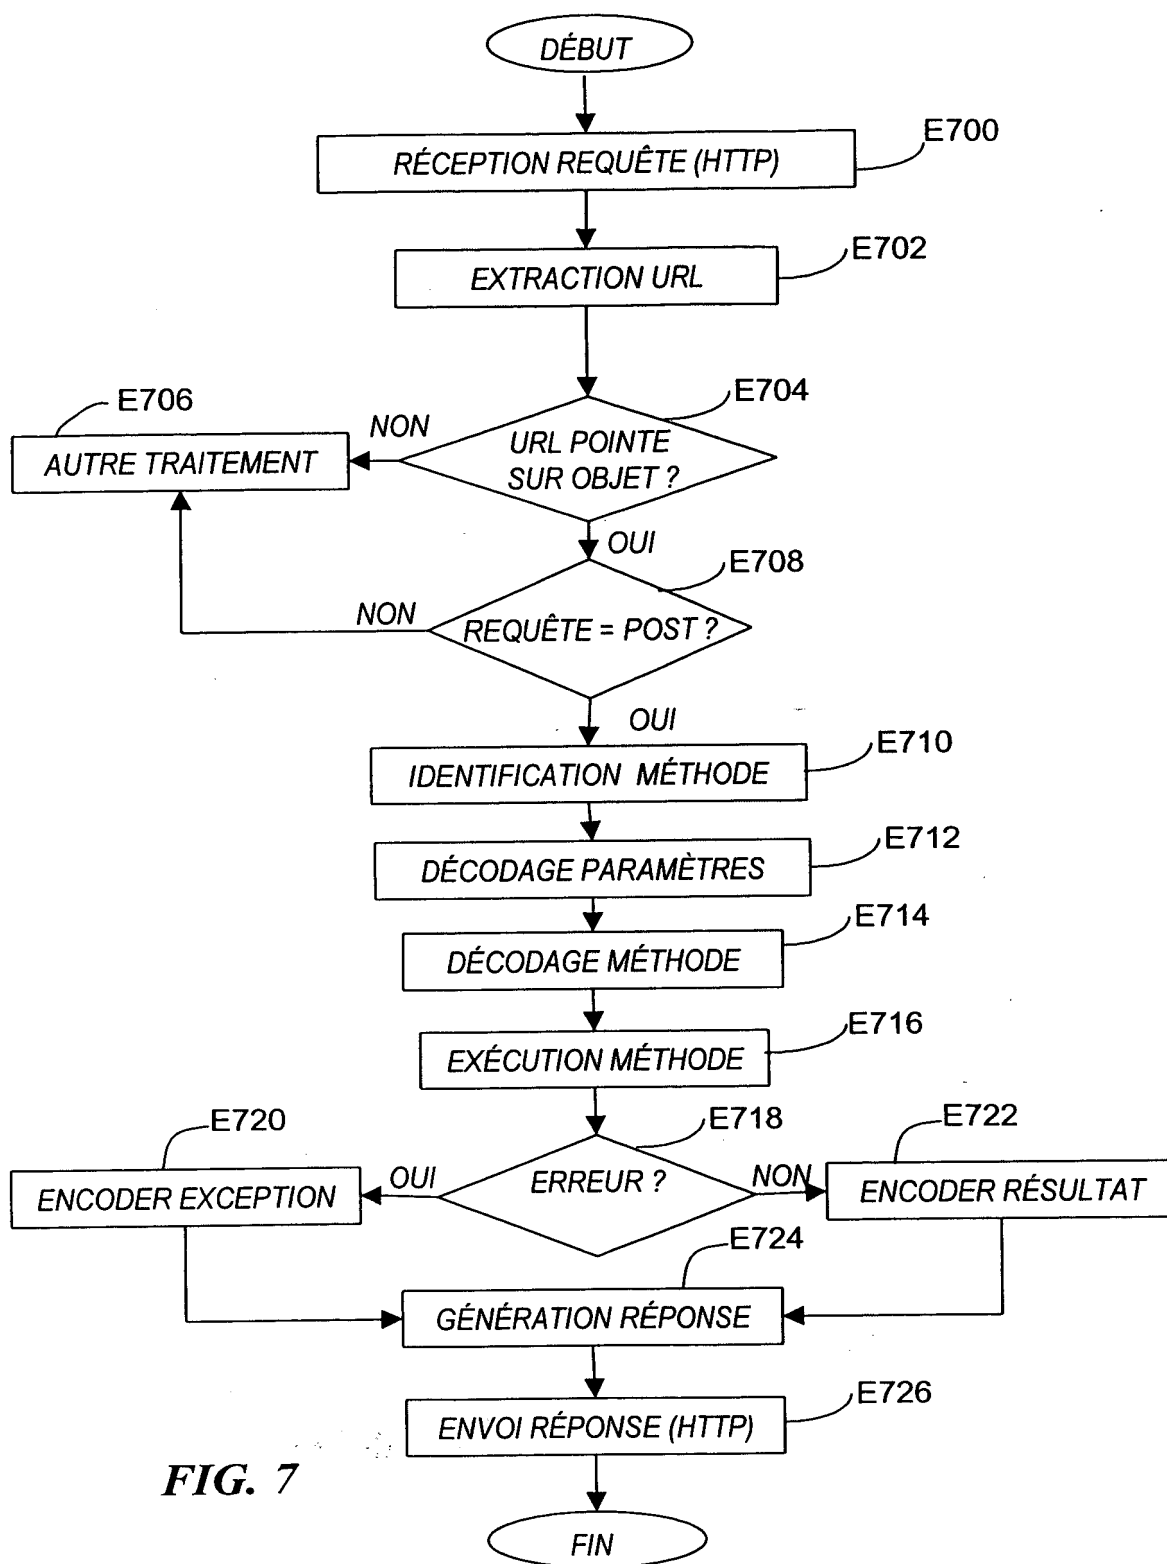 DÉBUT
E700
RÉCEPTION REQUÊTE (HTTP)
E702
EXTRACTION URL
E704
E706
NON
URL POINTE
SUR OBJET ?
AUTRE TRAITEMENT
OUI
E708
NON
REQUÊTE = POST ?
OUI
E710
IDENTIFICATION MÉTHODE
E712
DÉCODAGE PARAMÈTRES
E714
DÉCODAGE MÉTHODE
E716
EXÉCUTION MÉTHODE
E718
E720
E722
OUI
ERREUR ?
NON
ENCODER EXCEPTION
ENCODER RÉSULTAT
E724
GÉNÉRATION RÉPONSE
E726
ENVOI RÉPONSE (HTTP)
FIG. 7
FIN